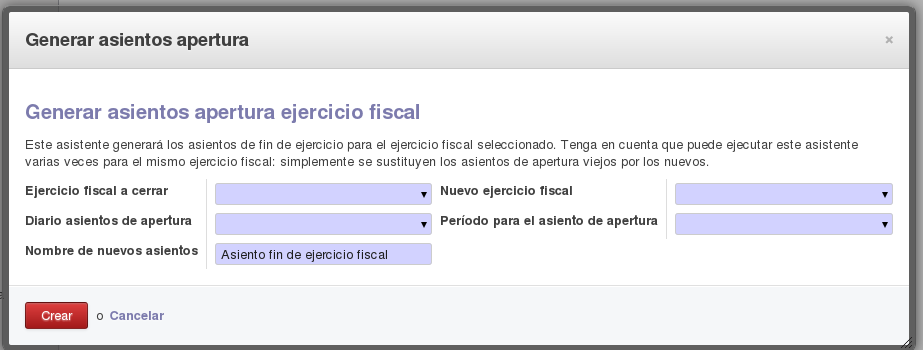 Generar asientos apertura
×
Generar asientos apertura ejercicio fiscal
Este asistente generará los asientos de fin de ejercicio para el ejercicio fiscal seleccionado. Tenga en cuenta que puede ejecutar este asistente
varias veces para el mismo ejercicio fiscal: simplemente se sustituyen los asientos de apertura viejos por los nuevos.
Ejercicio fiscal a cerrar Nuevo ejercicio fiscal
Diario asientos de apertura Período para el asiento de apertura
Nombre de nuevos asientos Asiento fin de ejercicio fiscal
Crear o Cancelar